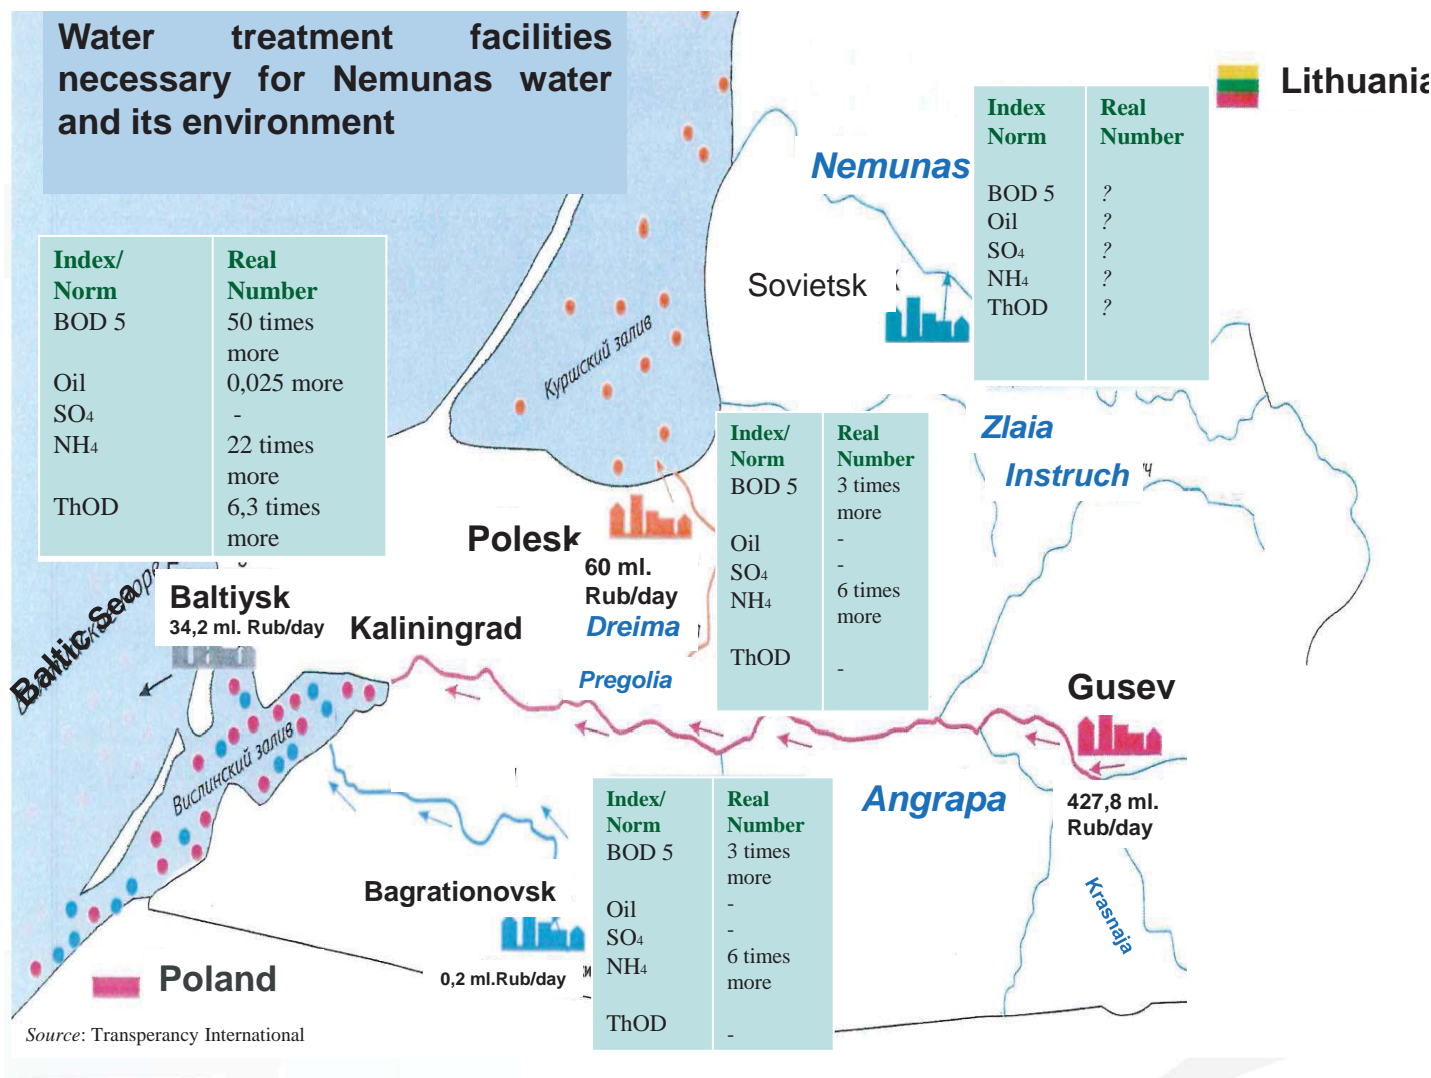 Water treatment facilities
necessary for Nemunas water
and its environment
Lithuania
Index
Norm
Real
Number
BOD 5 ?
Oil ?
SO4 ?
NH4 ?
ThOD ?
Nemunas
Sovietsk
Index/
Norm
Real
Number
BOD 5 50 times
more
Oil 0,025 more
SO4 -
NH4 22 times
more
ThOD 6,3 times
more
Куршский залив
Zlaia
Instruch
Index/
Norm
Real
Number
BOD 5 3 times
more
Oil -
SO4 -
NH4 6 times
more
ThOD -
Polesk
60 ml.
Rub/day
Dreima
Pregolia
Baltic Sea
Baltiysk
34,2 ml. Rub/day
Kaliningrad
Gusev
427,8 ml.
Rub/day
Вислинский залив
Angrapa
Krasnaja
Index/
Norm
Real
Number
BOD 5 3 times
more
Oil -
SO4 -
NH4 6 times
more
ThOD -
Bagrationovsk
0,2 ml.Rub/day
Poland
Source: Transperancy International